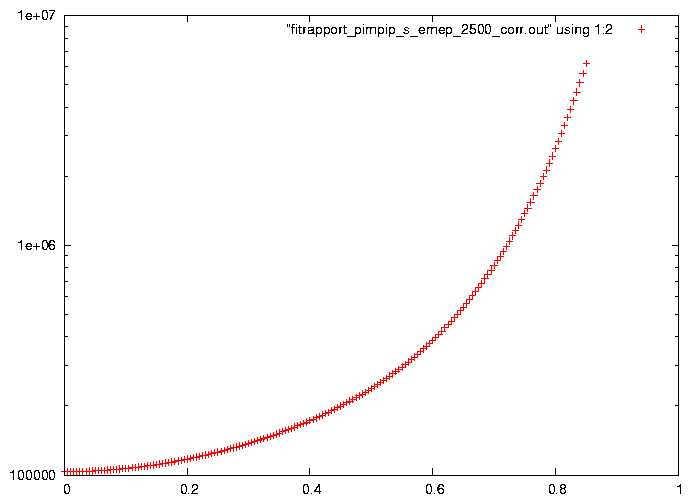 1e+07
"fitrapport_pimpip_s_emep_2500_corr.out" using 1:2
1e+06
100000
0 0.2 0.4 0.6 0.8 1